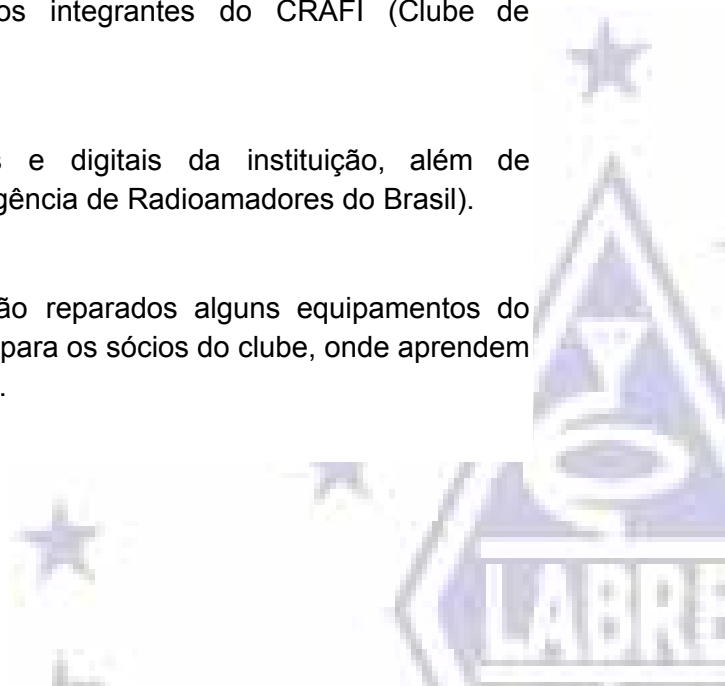 os integrantes do CRAFI (Clube de
s e digitais da instituição, além de
gência de Radioamadores do Brasil).
ão reparados alguns equipamentos do
para os sócios do clube, onde aprendem
.
LABRE